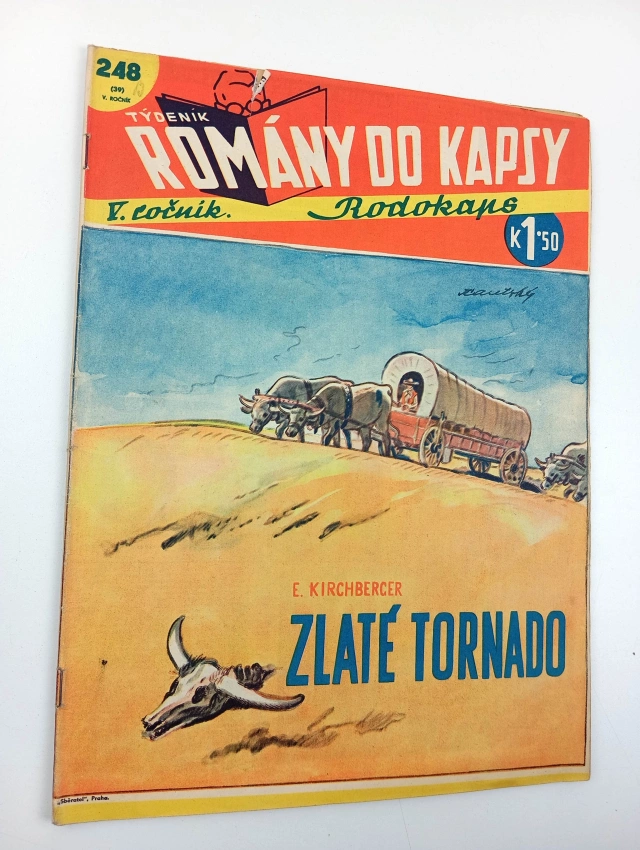 248
(39)
V. ROČNÍK
TÝDENÍK
ROMÁNY DO KAPSY
V. ročník. Rodokaps
K 1·50
E. KIRCHBERGER
ZLATÉ TORNADO
„Sběratel", Praha.